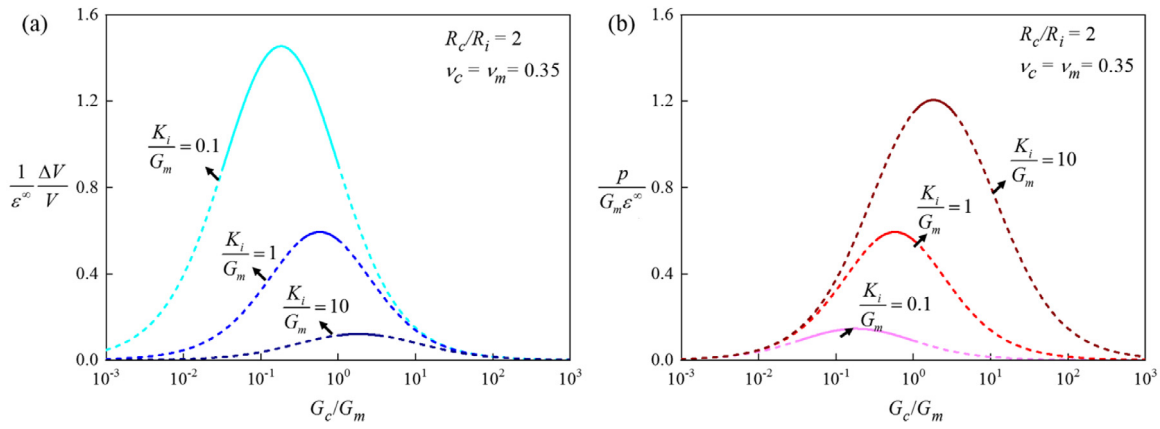 (a)
1.6
1.2
0.8
0.4
0.0
R_c/R_i = 2
ν_c = ν_m = 0.35
K_i/G_m = 0.1
1/ε^∞ ΔV/V
K_i/G_m = 1
K_i/G_m = 10
10^-3 10^-2 10^-1 10^0 10^1 10^2 10^3
G_c/G_m
(b)
1.6
1.2
0.8
0.4
0.0
R_c/R_i = 2
ν_c = ν_m = 0.35
K_i/G_m = 10
p/G_m ε^∞
K_i/G_m = 1
K_i/G_m = 0.1
10^-3 10^-2 10^-1 10^0 10^1 10^2 10^3
G_c/G_m